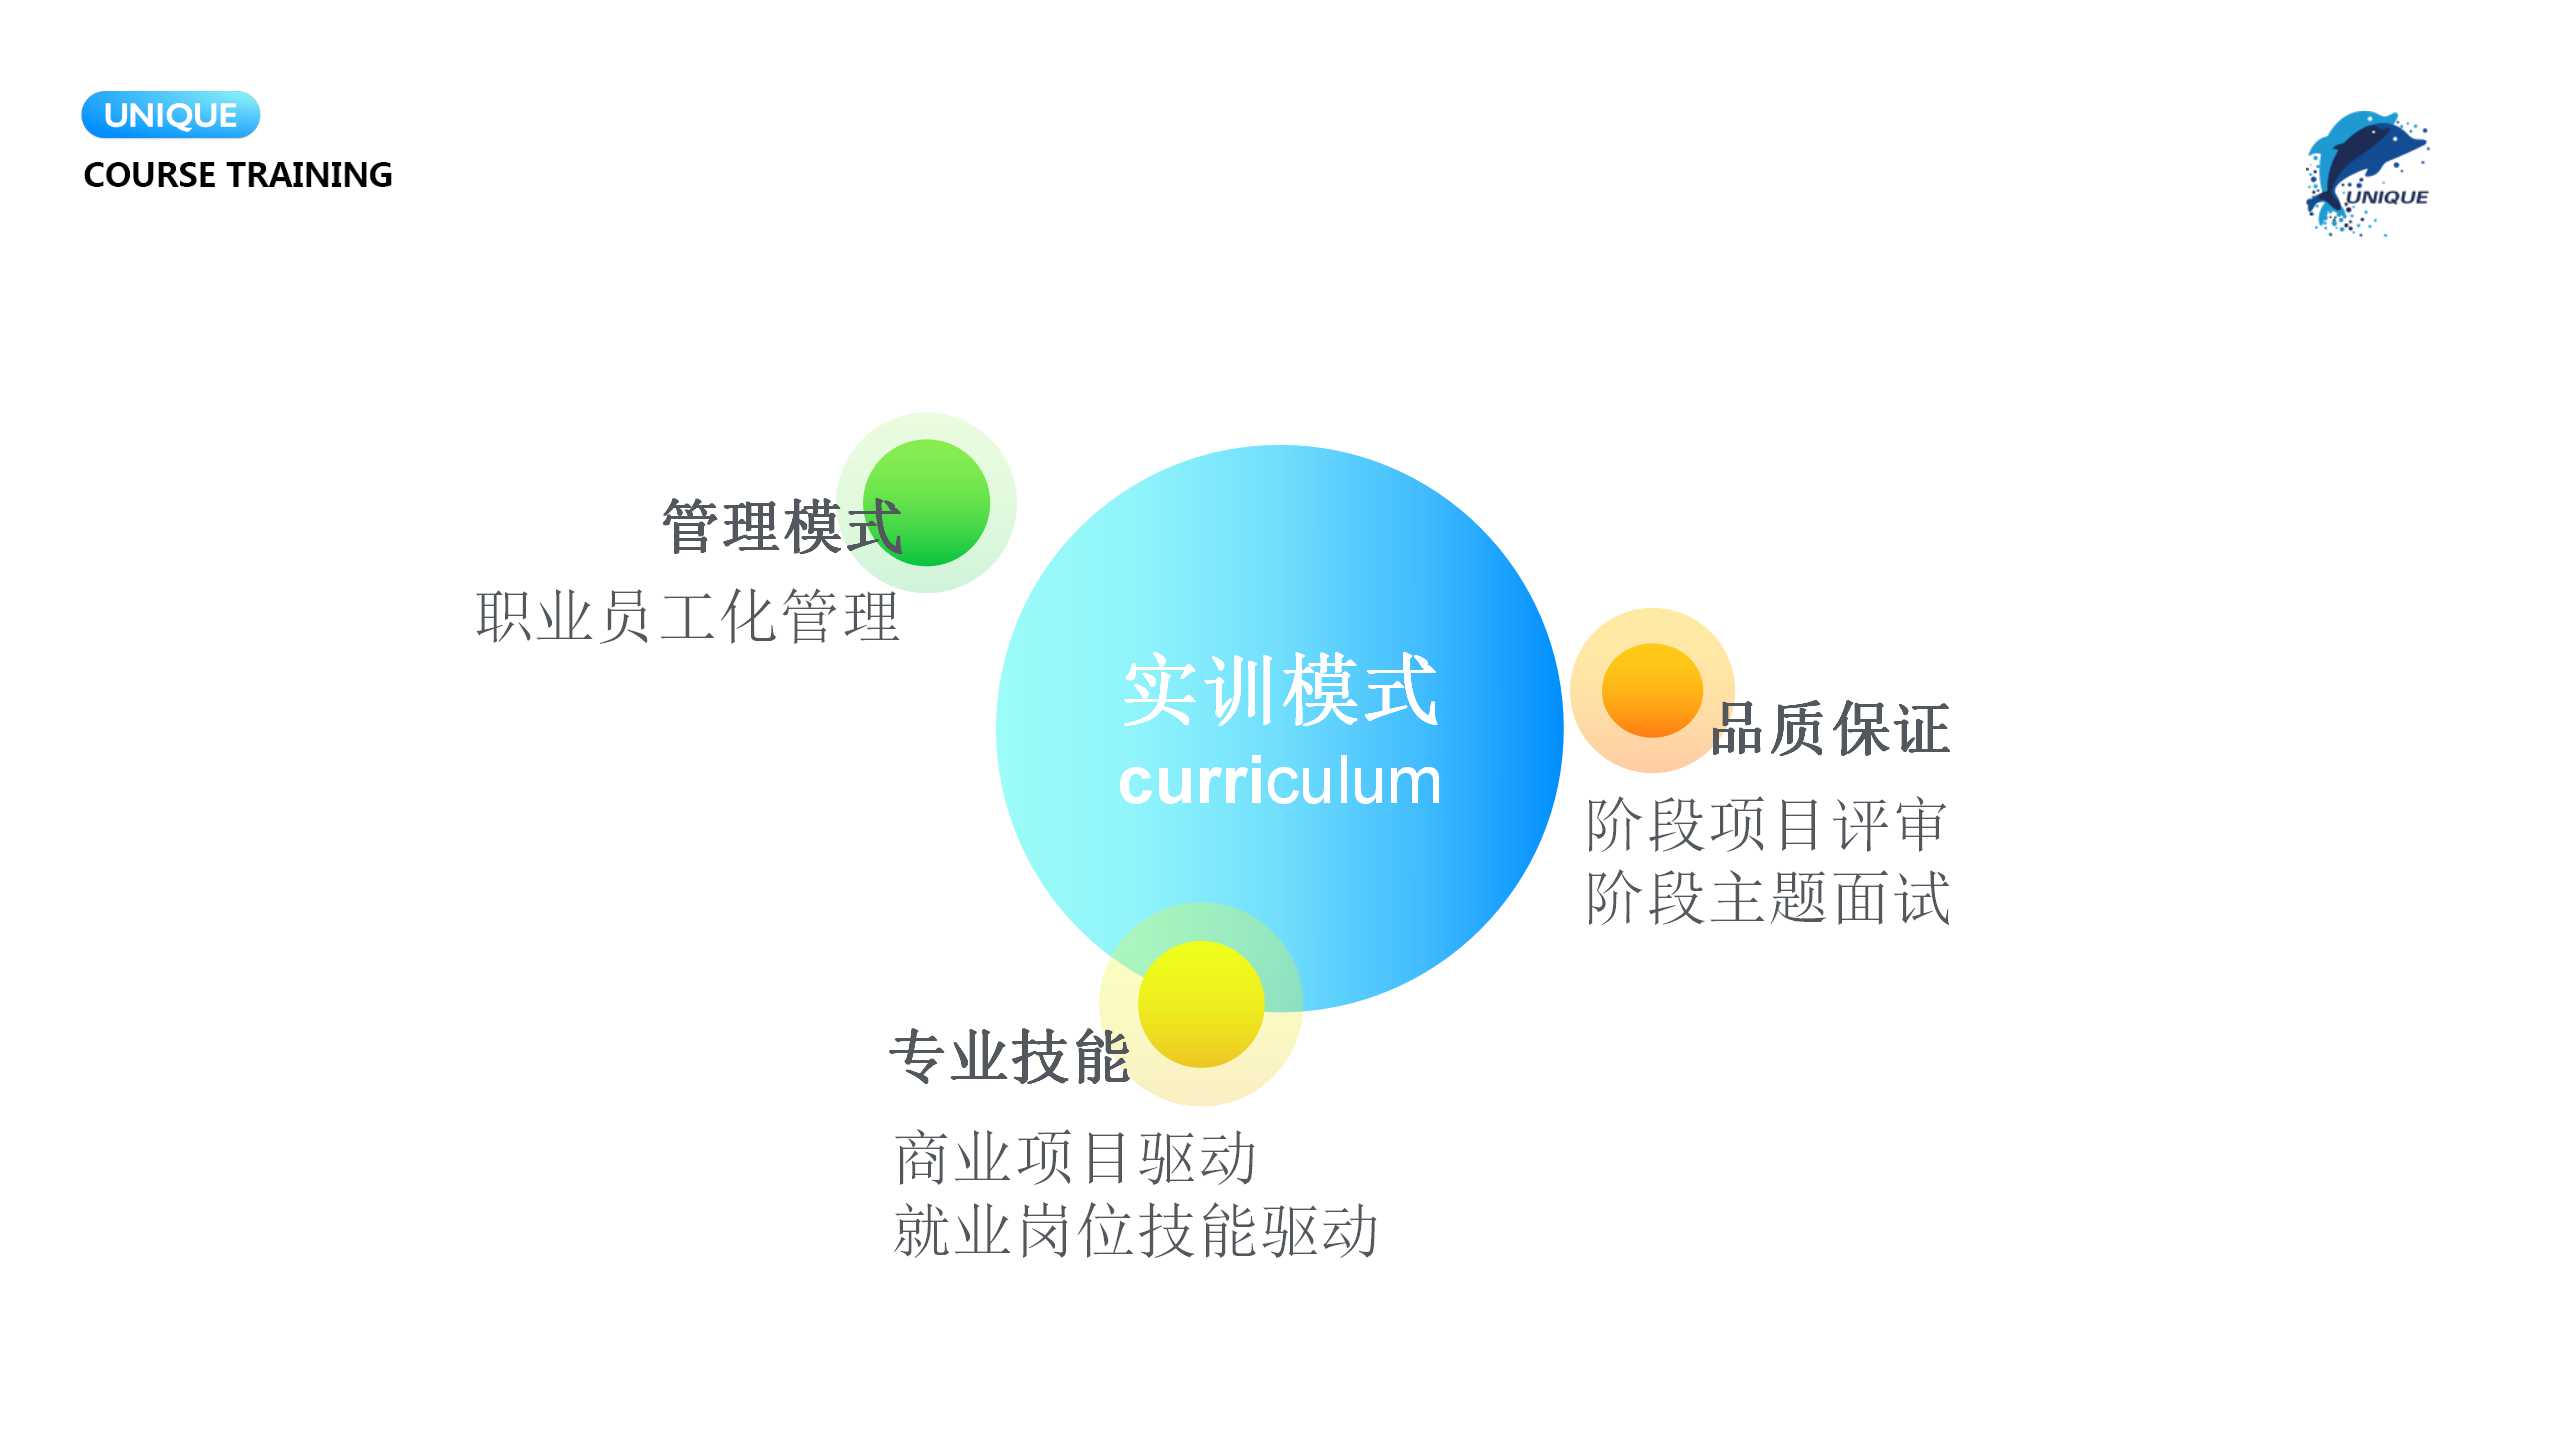 UNIQUE
COURSE TRAINING
UNIQUE
管理模式
职业员工化管理
实训模式
curriculum
品质保证
阶段项目评审
阶段主题面试
专业技能
商业项目驱动
就业岗位技能驱动